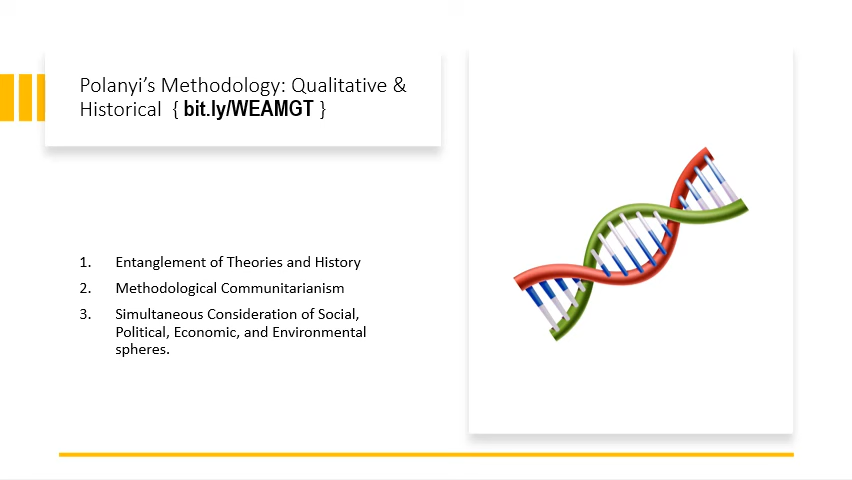 Polanyi’s Methodology: Qualitative &
Historical { bit.ly/WEAMGT }
1. Entanglement of Theories and History
2. Methodological Communitarianism
3. Simultaneous Consideration of Social,
Political, Economic, and Environmental
spheres.